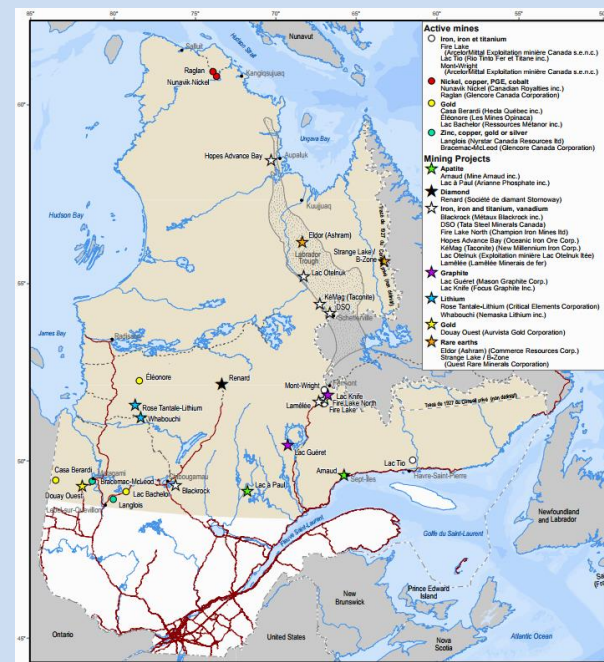 Active mines
Iron, iron et titanium
Fire Lake
(ArcelorMittal Exploitation minière Canada s.e.n.c.)
Lac Tio (Rio Tinto Fer et Titane inc.)
Mont-Wright
(ArcelorMittal Exploitation minière Canada s.e.n.c.)
Nickel, copper, PGE, cobalt
Nunavik Nickel (Canadian Royalties inc.)
Raglan (Glencore Canada Corporation)
Gold
Casa Berardi (Hecla Québec inc.)
Éléonore (Les Mines Opinaca)
Lac Bachelor (Ressources Métanor inc.)
Zinc, copper, gold or silver
Langlois (Nyrstar Canada Resources ltd)
Bracemac-McLeod (Glencore Canada Corporation)
Mining Projects
Apatite
Arnaud (Mine Arnaud inc.)
Lac à Paul (Arianne Phosphate inc.)
Diamond
Renard (Société de diamant Stornoway)
Iron, iron and titanium, vanadium
Blackrock (Métaux Blackrock inc.)
DSO (Tata Steel Minerals Canada)
Fire Lake North (Champion Iron Mines ltd)
Hopes Advance Bay (Oceanic Iron Ore Corp.)
KéMag (Taconite) (New Millennium Iron Corp.)
Lac Otelnuk (Exploitation minière Lac Otelnuk ltée)
Lamêlée (Lamêlée Minerais de fer)
Graphite
Lac Guéret (Mason Graphite Corp.)
Lac Knife (Focus Graphite Inc.)
Lithium
Rose Tantale-Lithium (Critical Elements Corporation)
Whabouchi (Nemaska Lithium inc.)
Gold
Douay Ouest (Aurvista Gold Corporation)
Rare earths
Eldor (Ashram) (Commerce Resources Corp.)
Strange Lake / B-Zone
(Quest Rare Minerals Corporation)
Nunavut
Salluit
Hudson Strait
Raglan
Nunavik Nickel
Kangiqsujuaq
Ungava Bay
Hopes Advance Bay
Aupaluk
Kuujjuaq
Hudson Bay
Eldor (Ashram)
Labrador
Trough
Strange Lake /
B-Zone
Lac Otelnuk
KéMag (Taconite)
DSO
Schefferville
James Bay
Radisson
Éléonore
Renard
Mont-Wright
Fermont
Lac Knife
Lamêlée
Fire Lake North
Fire Lake
Rose Tantale-Lithium
Whabouchi
Lac Guéret
Lac Tio
Arnaud
Sept-Îles
Havre-Saint-Pierre
Casa Berardi
Matagami
Bracemac-McLeod
Chibougamau
Douay Ouest
Lac Bachelor
Blackrock
Lac à Paul
Lebel-sur-Quévillon
Langlois
Newfoundland
and Labrador
Fleuve Saint-Laurent
Golfe du Saint-Laurent
New
Brunswick
Prince Edward
Island
Nova
Scotia
Atlantic Ocean
Ontario
United States